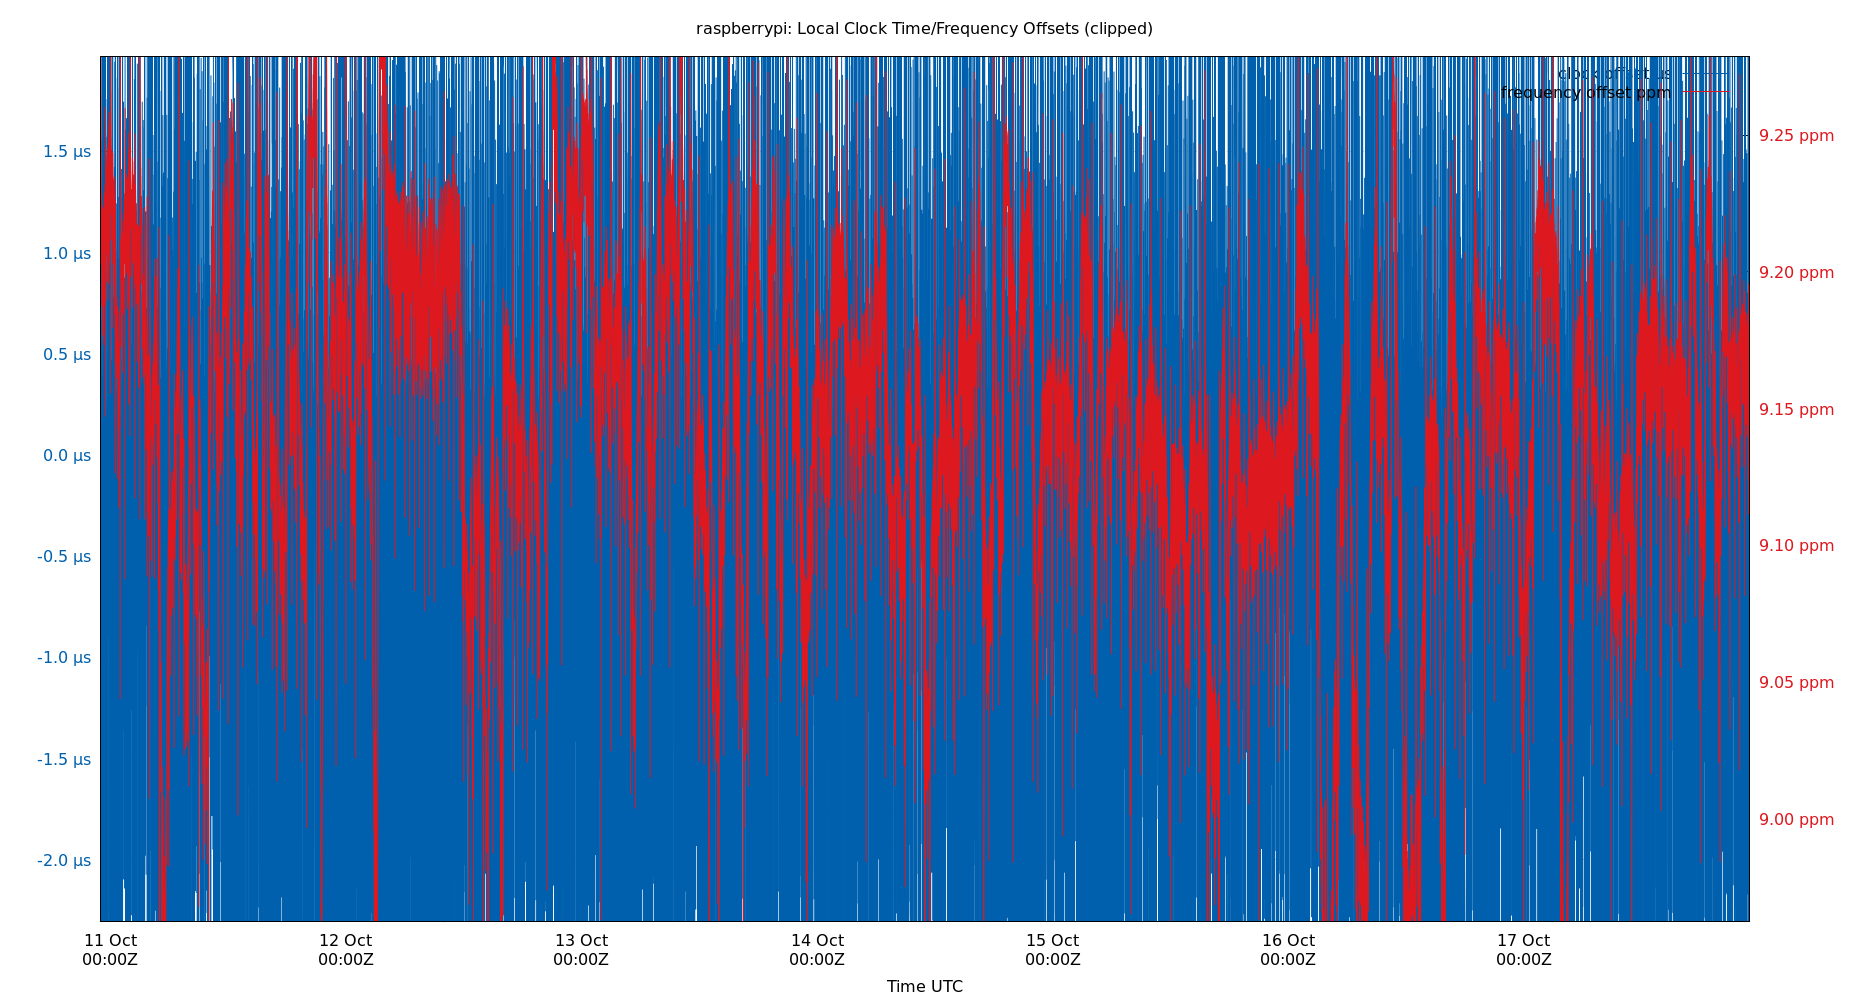 raspberrypi: Local Clock Time/Frequency Offsets (clipped)
clock offset us
frequency offset ppm
1.5 µs
1.0 µs
0.5 µs
0.0 µs
-0.5 µs
-1.0 µs
-1.5 µs
-2.0 µs
9.25 ppm
9.20 ppm
9.15 ppm
9.10 ppm
9.05 ppm
9.00 ppm
11 Oct 12 Oct 13 Oct 14 Oct 15 Oct 16 Oct 17 Oct
00:00Z 00:00Z 00:00Z 00:00Z 00:00Z 00:00Z 00:00Z
Time UTC